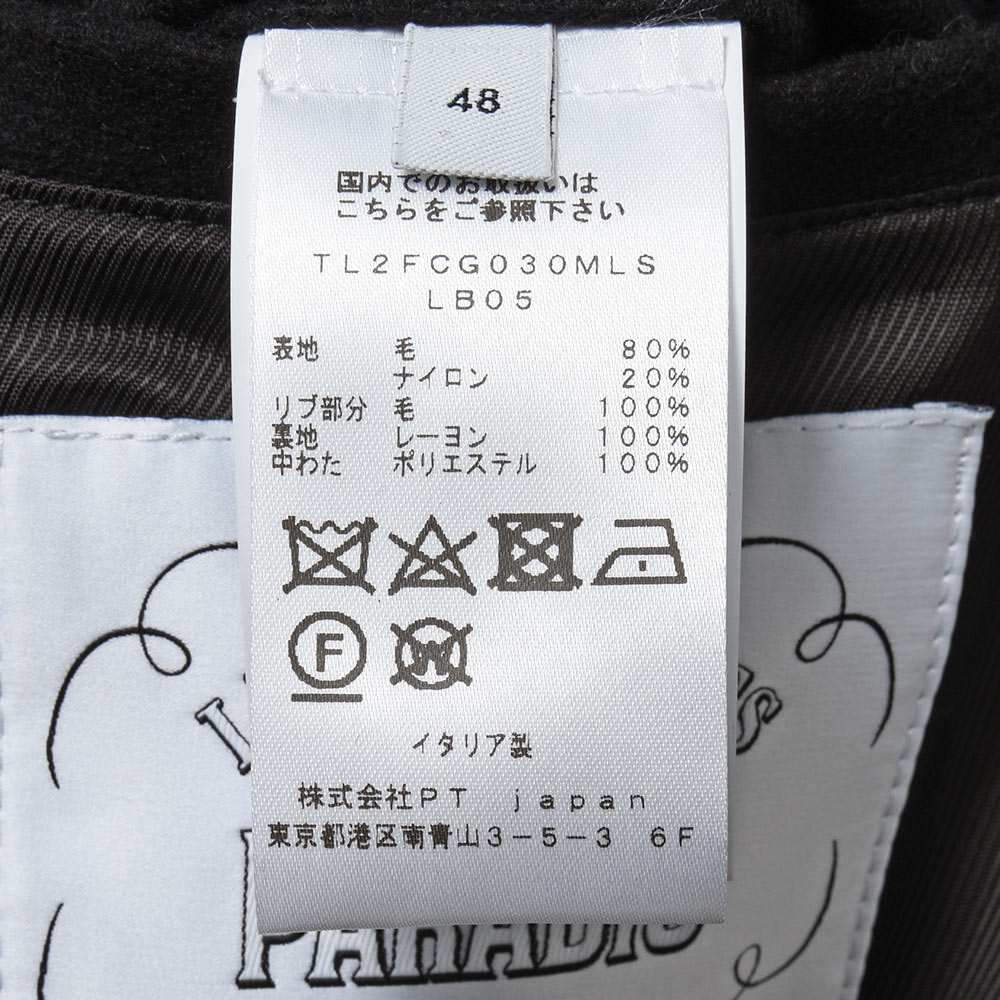 48
国内でのお取扱いは
こちらをご参照下さい
TL2FCG030MLS
LB05
表地 毛 80%
ナイロン 20%
リブ部分 毛 100%
裏地 レーヨン 100%
中わた ポリエステル 100%
F
W
イタリア製
株式会社PT japan
東京都港区南青山3-5-3 6F
PARADIS